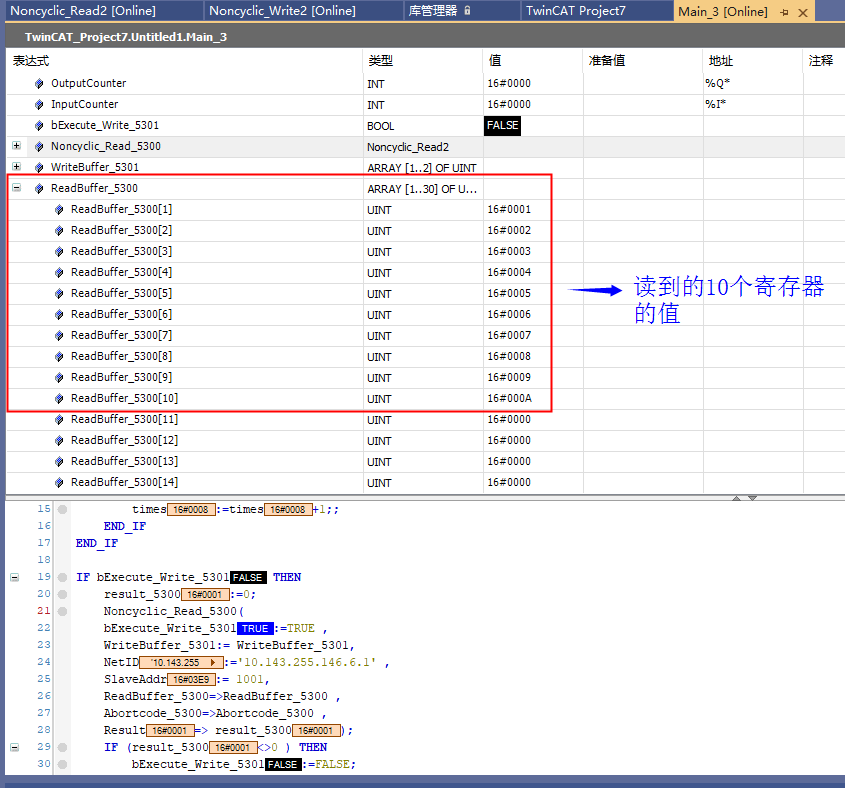 Noncyclic_Read2 [Online] Noncyclic_Write2 [Online] 库管理器 TwinCAT Project7 Main_3 [Online]
TwinCAT_Project7.Untitled1.Main_3
表达式 类型 值 准备值 地址 注释
OutputCounter INT 16#0000 %Q*
InputCounter INT 16#0000 %I*
bExecute_Write_5301 BOOL FALSE
Noncyclic_Read_5300 Noncyclic_Read2
WriteBuffer_5301 ARRAY [1..2] OF UINT
ReadBuffer_5300 ARRAY [1..30] OF U...
ReadBuffer_5300[1] UINT 16#0001
ReadBuffer_5300[2] UINT 16#0002
ReadBuffer_5300[3] UINT 16#0003
ReadBuffer_5300[4] UINT 16#0004
ReadBuffer_5300[5] UINT 16#0005
ReadBuffer_5300[6] UINT 16#0006
ReadBuffer_5300[7] UINT 16#0007
ReadBuffer_5300[8] UINT 16#0008
ReadBuffer_5300[9] UINT 16#0009
ReadBuffer_5300[10] UINT 16#000A
ReadBuffer_5300[11] UINT 16#0000
ReadBuffer_5300[12] UINT 16#0000
ReadBuffer_5300[13] UINT 16#0000
ReadBuffer_5300[14] UINT 16#0000
读到的10个寄存器
的值
15 times 16#0008 :=times 16#0008 +1;;
16 END_IF
17 END_IF
18
19 IF bExecute_Write_5301 FALSE THEN
20 result_5300 16#0001 :=0;
21 Noncyclic_Read_5300(
22 bExecute_Write_5301 TRUE :=TRUE ,
23 WriteBuffer_5301:= WriteBuffer_5301,
24 NetID '10.143.255 :='10.143.255.146.6.1' ,
25 SlaveAddr 16#03E9 := 1001,
26 ReadBuffer_5300=>ReadBuffer_5300 ,
27 Abortcode_5300=>Abortcode_5300 ,
28 Result 16#0001 => result_5300 16#0001 );
29 IF (result_5300 16#0001 <>0 ) THEN
30 bExecute_Write_5301 FALSE :=FALSE;